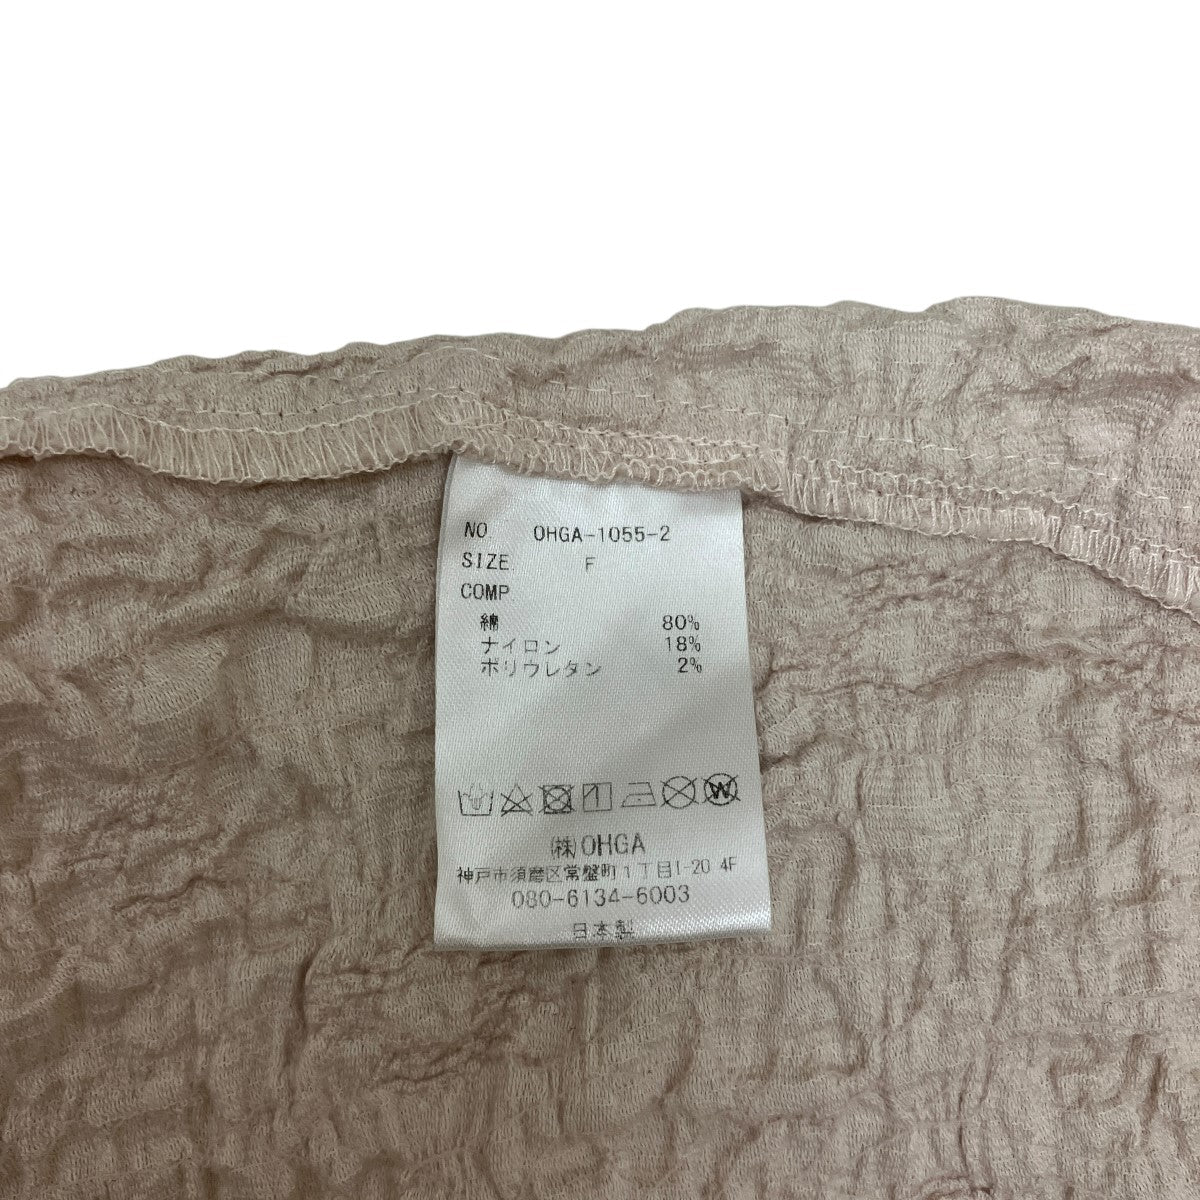 NO. OHGA-1055-2
SIZE F
COMP
綿 80%
ナイロン 18%
ポリウレタン 2%
W
(株)OHGA
神戸市須磨区常盤町1丁目1-20 4F
080-6134-6003
日本製